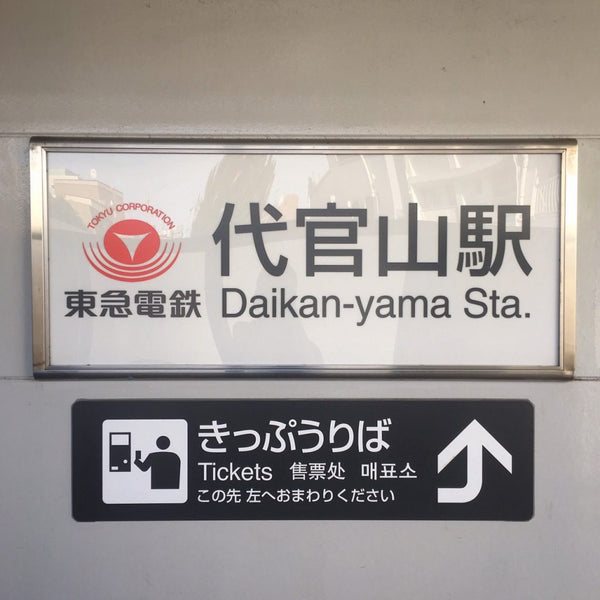 TOKYU CORPORATION
東急電鉄
代官山駅
Daikan-yama Sta.
きっぷうりば
Tickets 售票处 매표소
この先 左へおまわりください